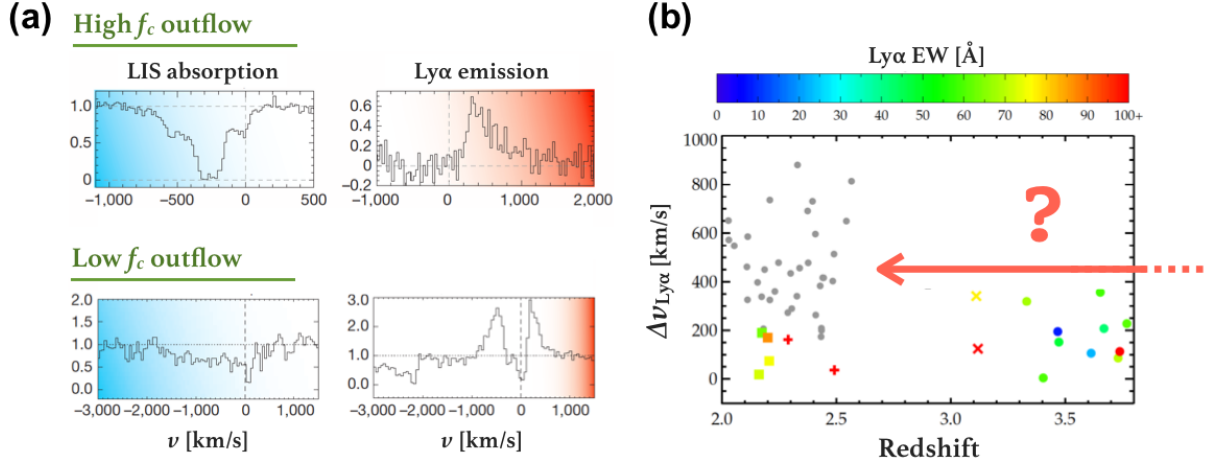 (a)
High fc outflow
LIS absorption
Lyα emission
1.0
0.5
0
−1,000 −500 0 500
0.6
0.4
0.2
0
−0.2
−1,000 0 1,000 2,000
Low fc outflow
2.0
1.5
1.0
0.5
0.0
−3,000 −2,000 −1,000 0 1,000
3.0
2.0
1.0
0.0
−3,000 −2,000 −1,000 0 1,000
ν [km/s]
ν [km/s]
(b)
Lyα EW [Å]
0 10 20 30 40 50 60 70 80 90 100+
1000
800
600
400
200
0
ΔνLyα [km/s]
?
2.0 2.5 3.0 3.5
Redshift